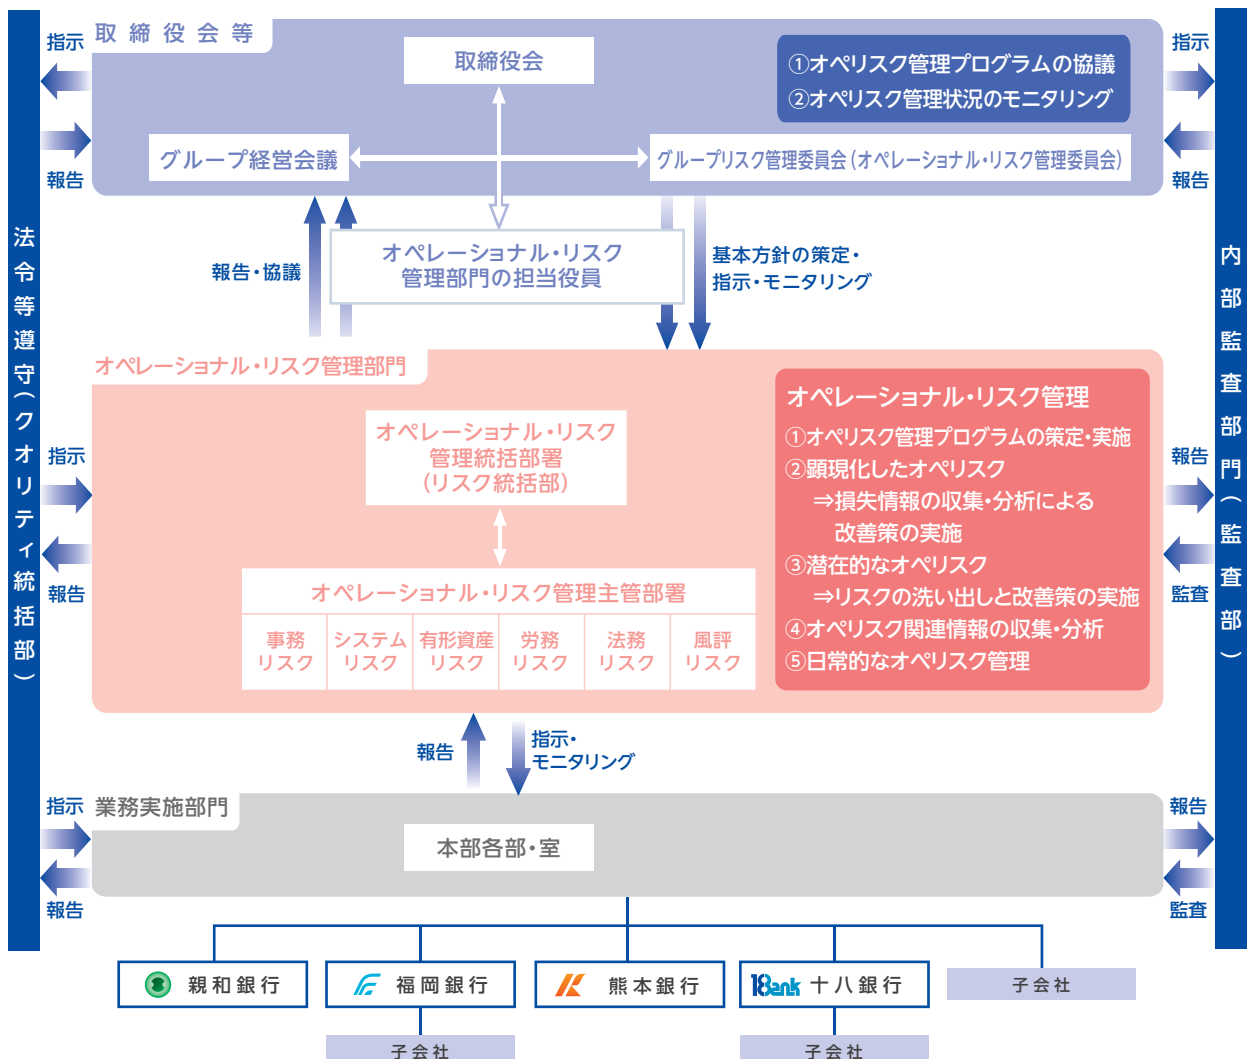 法令等遵守（クオリティ統括部）
内部監査部門（監査部）
指示
報告
指示
報告
取締役会等
取締役会
①オペリスク管理プログラムの協議
②オペリスク管理状況のモニタリング
グループ経営会議
グループリスク管理委員会（オペレーショナル・リスク管理委員会）
報告・協議
オペレーショナル・リスク
管理部門の担当役員
基本方針の策定・
指示・モニタリング
オペレーショナル・リスク管理部門
指示
報告
報告
監査
オペレーショナル・リスク
管理統括部署
（リスク統括部）
オペレーショナル・リスク管理主管部署
事務
リスク
システム
リスク
有形資産
リスク
労務
リスク
法務
リスク
風評
リスク
オペレーショナル・リスク管理
①オペリスク管理プログラムの策定・実施
②顕現化したオペリスク
⇒損失情報の収集・分析による
改善策の実施
③潜在的なオペリスク
⇒リスクの洗い出しと改善策の実施
④オペリスク関連情報の収集・分析
⑤日常的なオペリスク管理
報告
指示・
モニタリング
業務実施部門
指示
報告
報告
監査
本部各部・室
親和銀行
福岡銀行
熊本銀行
18Bank 十八銀行
子会社
子会社
子会社